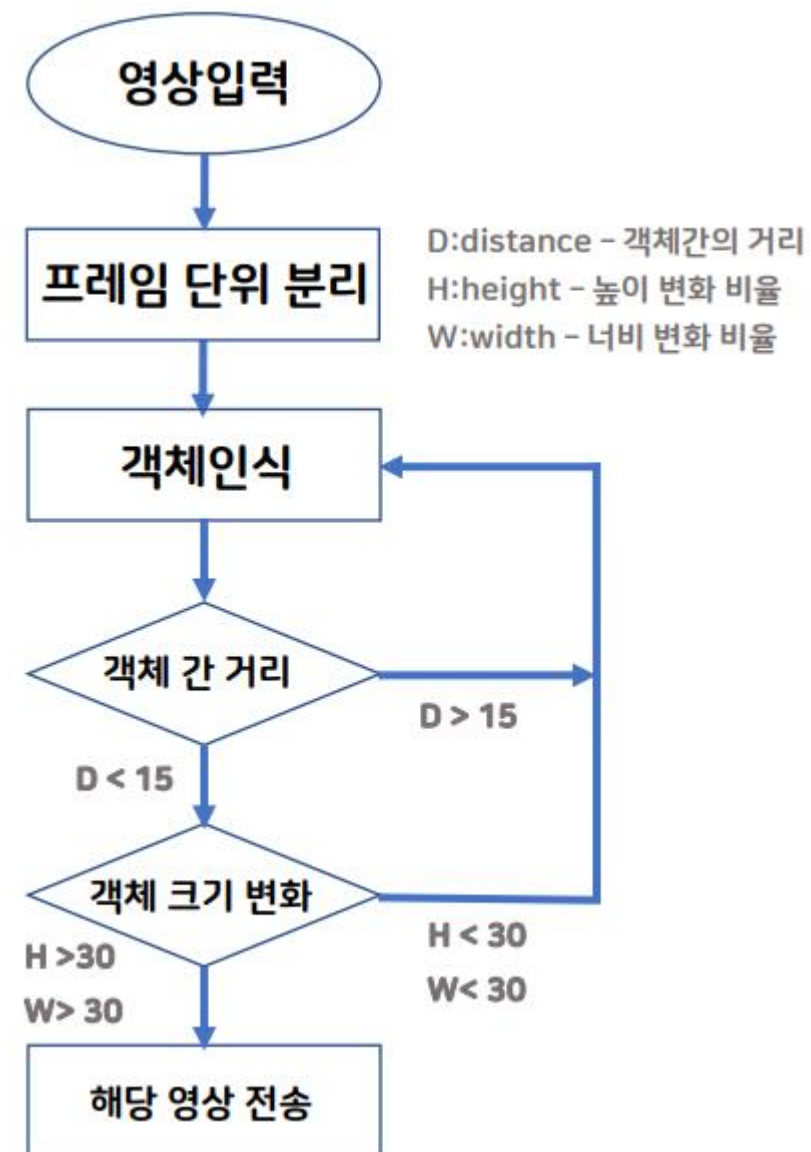 영상입력
프레임 단위 분리
D:distance – 객체간의 거리
H:height – 높이 변화 비율
W:width – 너비 변화 비율
객체인식
객체 간 거리
D > 15
D < 15
객체 크기 변화
H >30
W> 30
H < 30
W< 30
해당 영상 전송